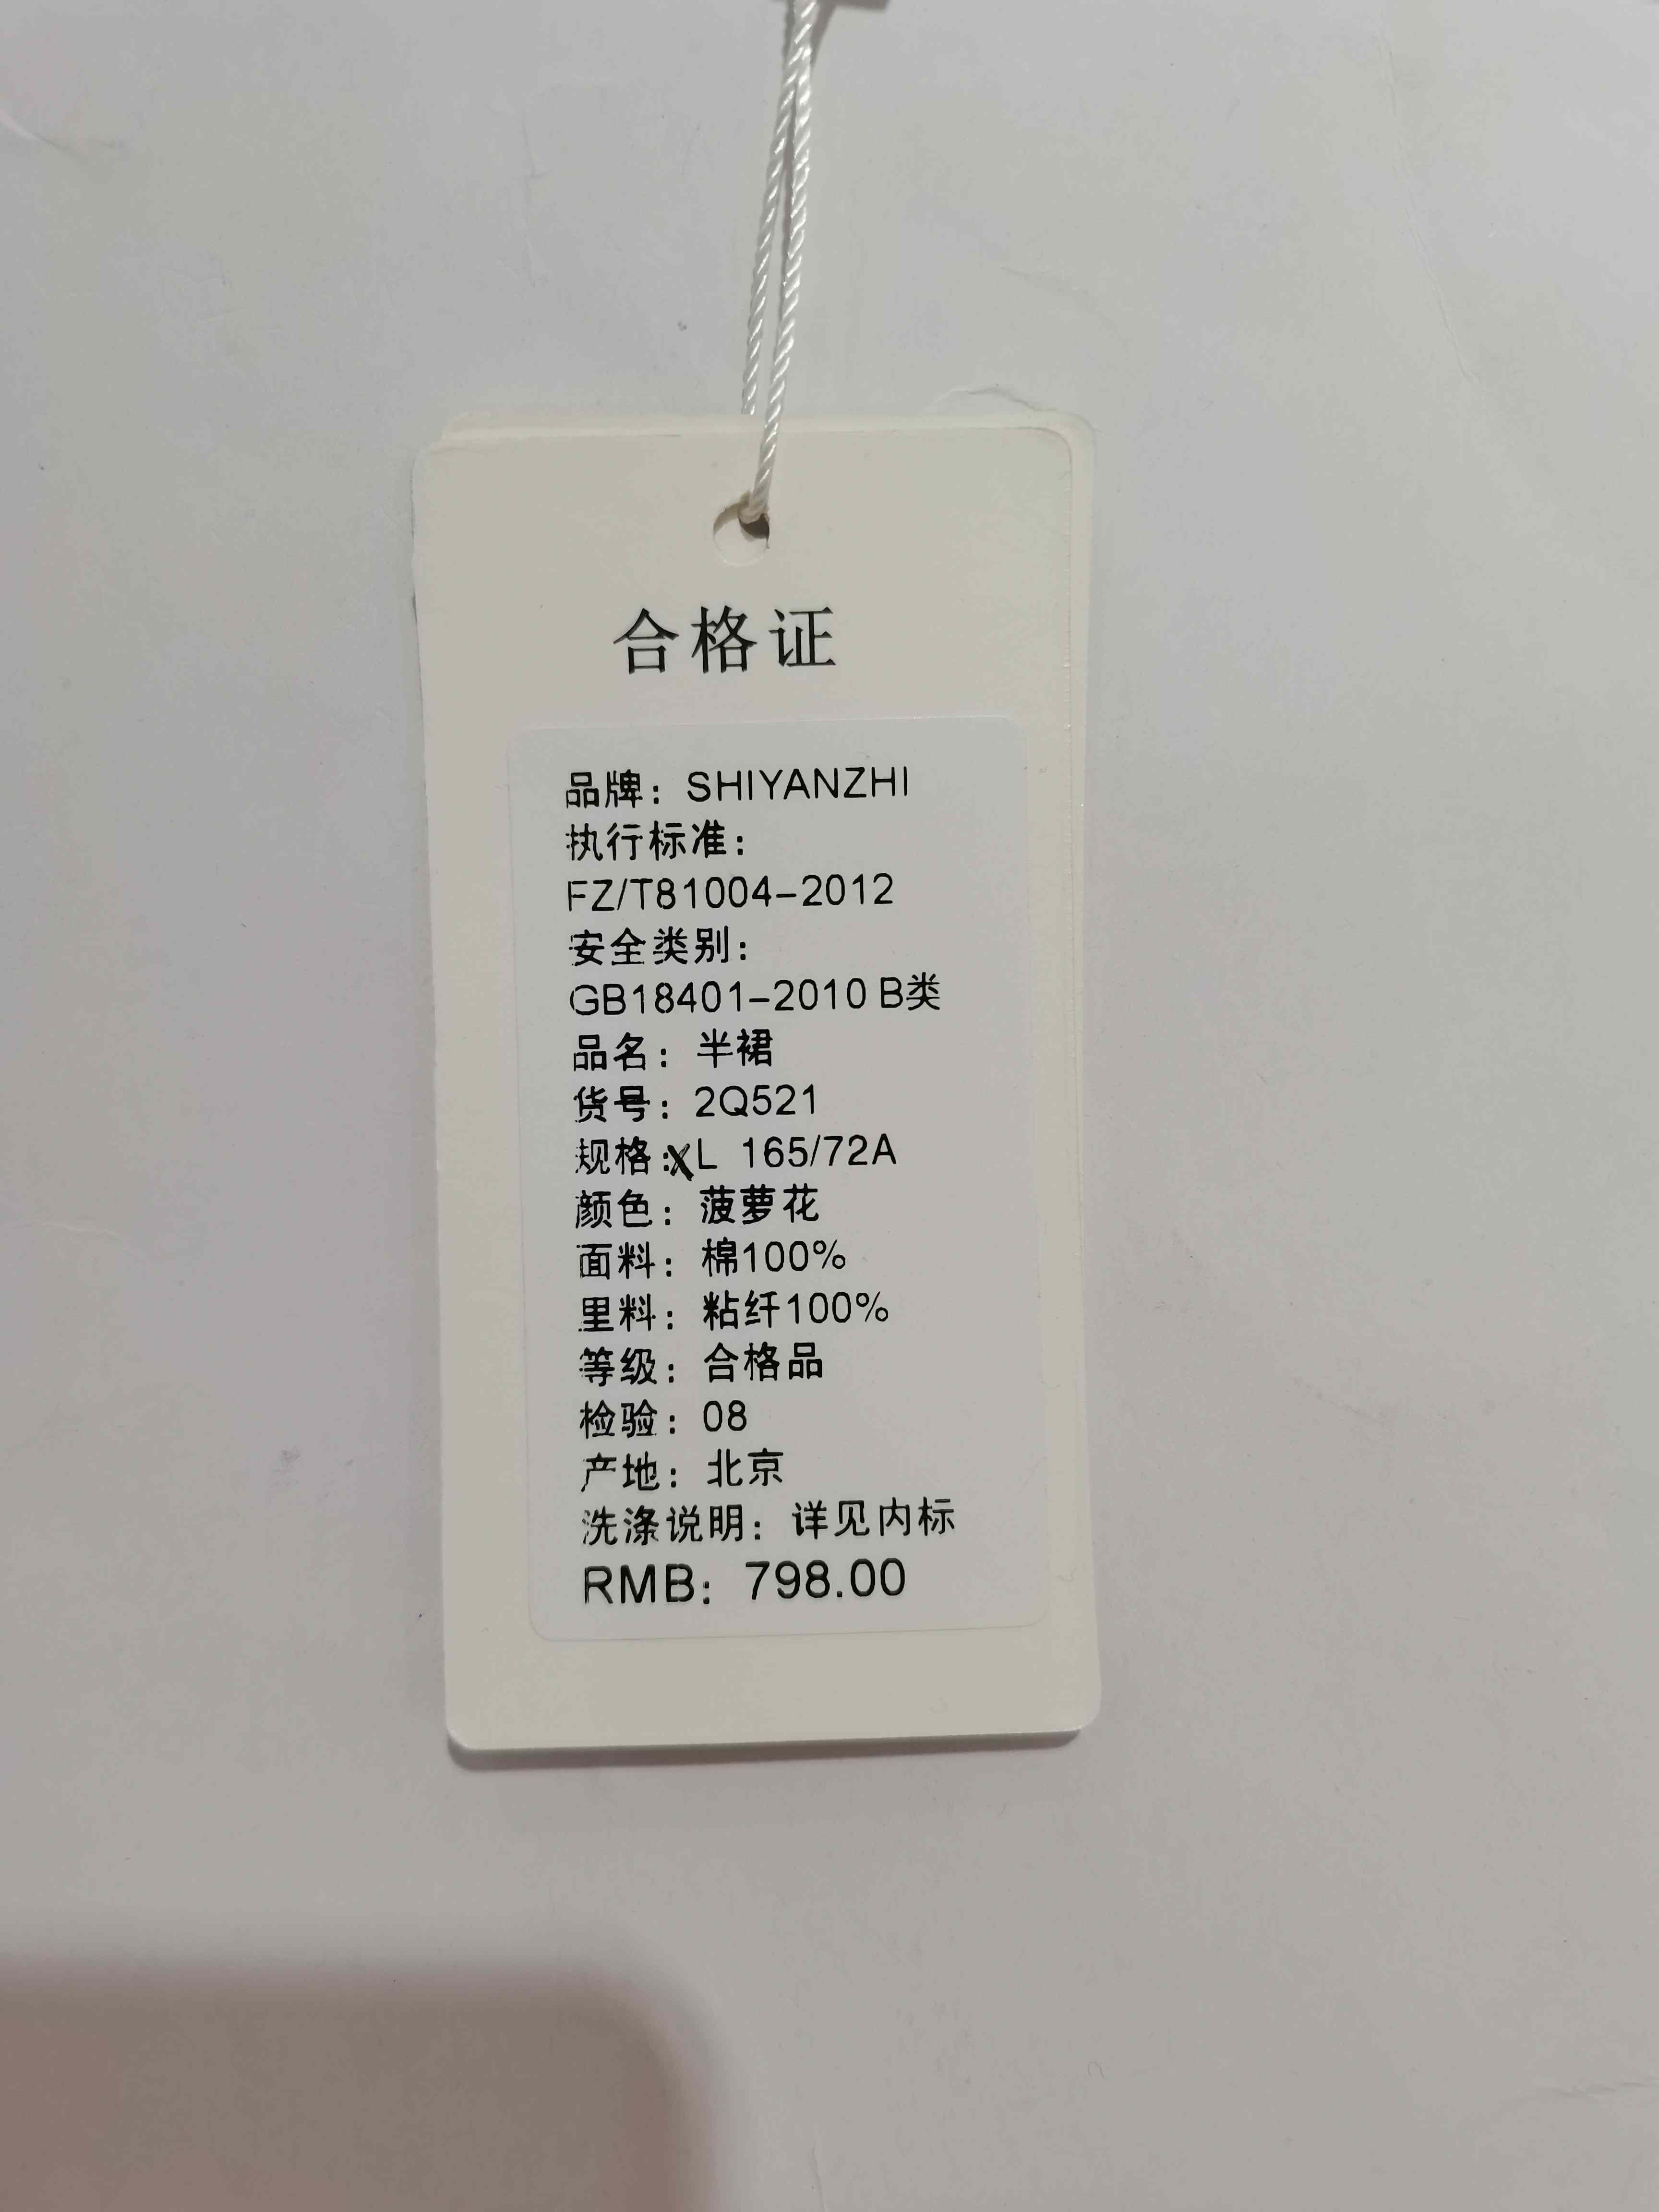 合格证
品牌：SHIYANZHI
执行标准：
FZ/T81004-2012
安全类别：
GB18401-2010 B类
品名：半裙
货号：2Q521
规格：XL 165/72A
颜色：菠萝花
面料：棉100%
里料：粘纤100%
等级：合格品
检验：08
产地：北京
洗涤说明：详见内标
RMB：798.00